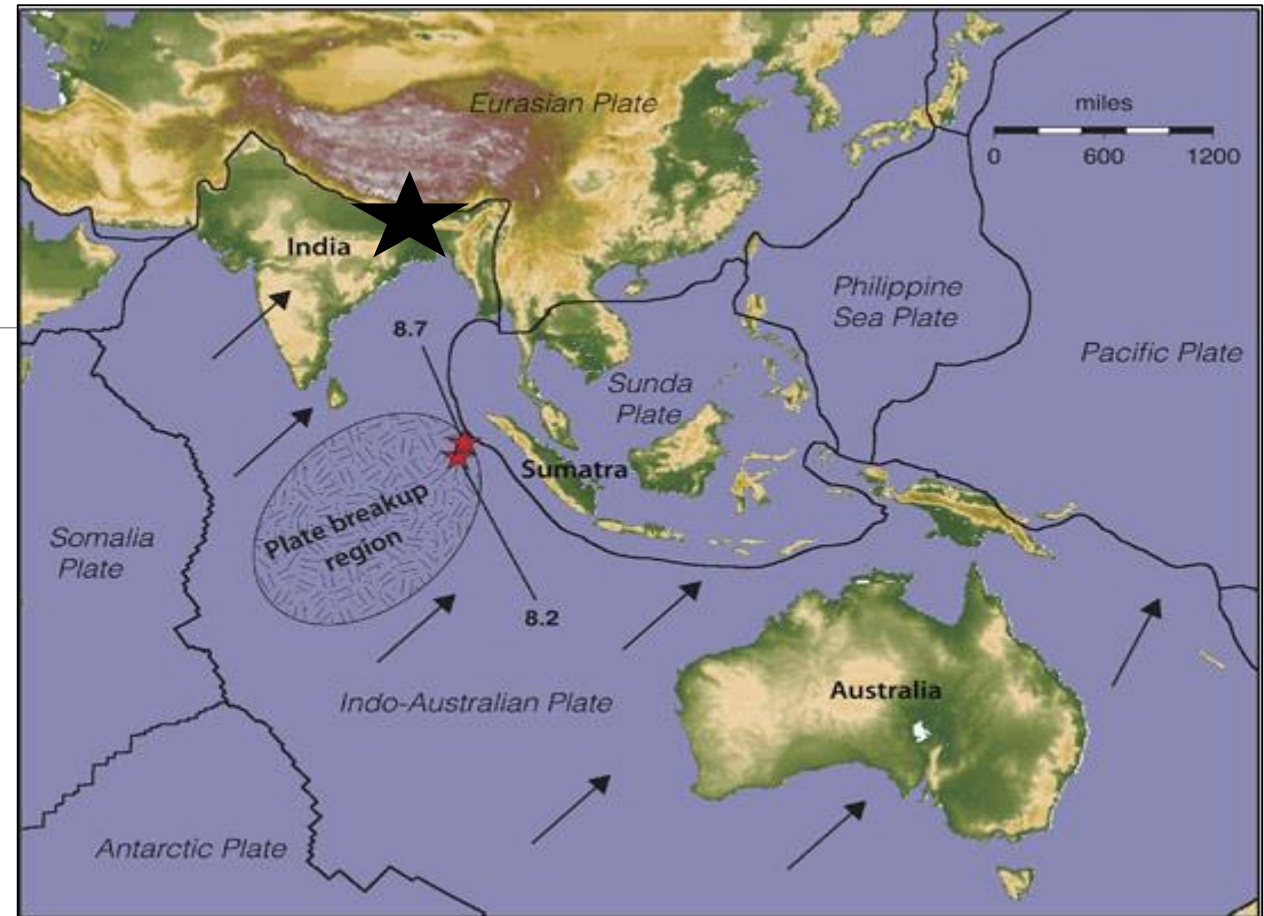 Eurasian Plate
miles
0 600 1200
India
Philippine
Sea Plate
8.7
Pacific Plate
Sunda
Plate
Sumatra
Plate breakup
region
Somalia
Plate
8.2
Indo-Australian Plate
Australia
Antarctic Plate